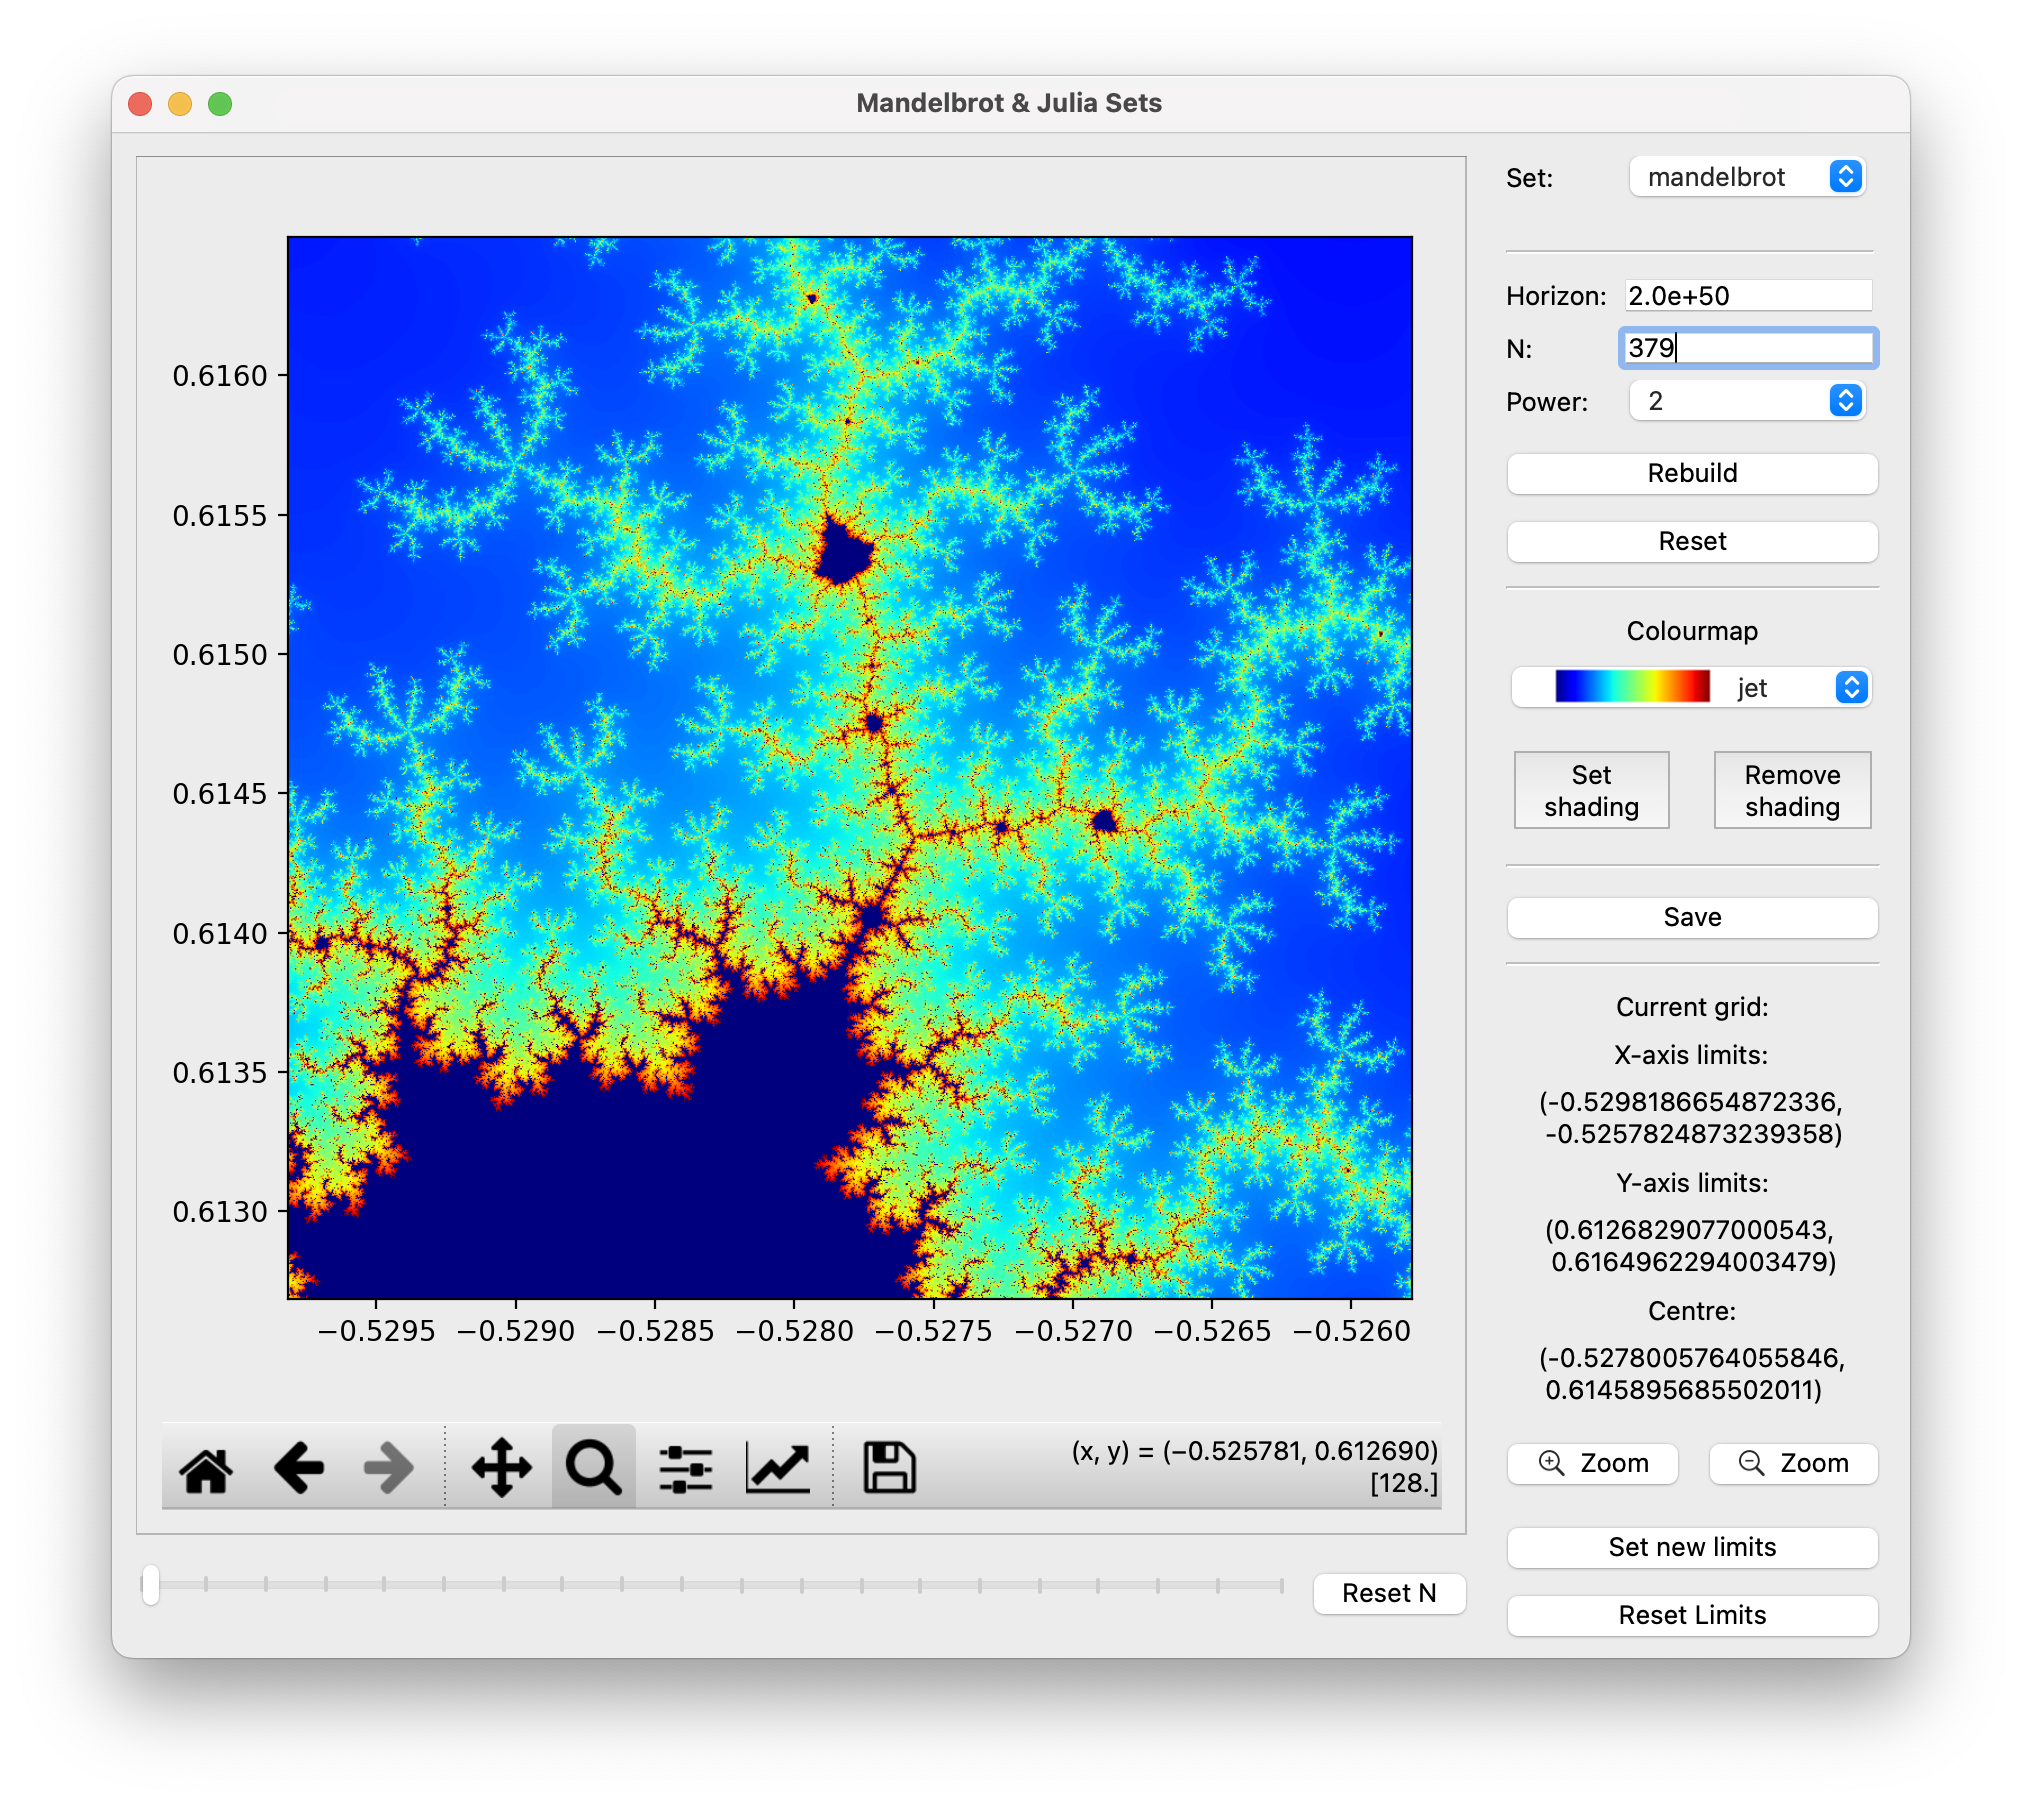 Mandelbrot & Julia Sets
Set:
mandelbrot
Horizon:
2.0e+50
N:
379
Power:
2
Rebuild
Reset
Colourmap
jet
Set
shading
Remove
shading
Save
Current grid:
X-axis limits:
(-0.5298186654872336,
-0.5257824873239358)
Y-axis limits:
(0.6126829077000543,
0.6164962294003479)
Centre:
(-0.5278005764055846,
0.6145895685502011)
Zoom
Zoom
Set new limits
Reset Limits
0.6160
0.6155
0.6150
0.6145
0.6140
0.6135
0.6130
−0.5295 −0.5290 −0.5285 −0.5280 −0.5275 −0.5270 −0.5265 −0.5260
(x, y) = (−0.525781, 0.612690)
[128.]
Reset N